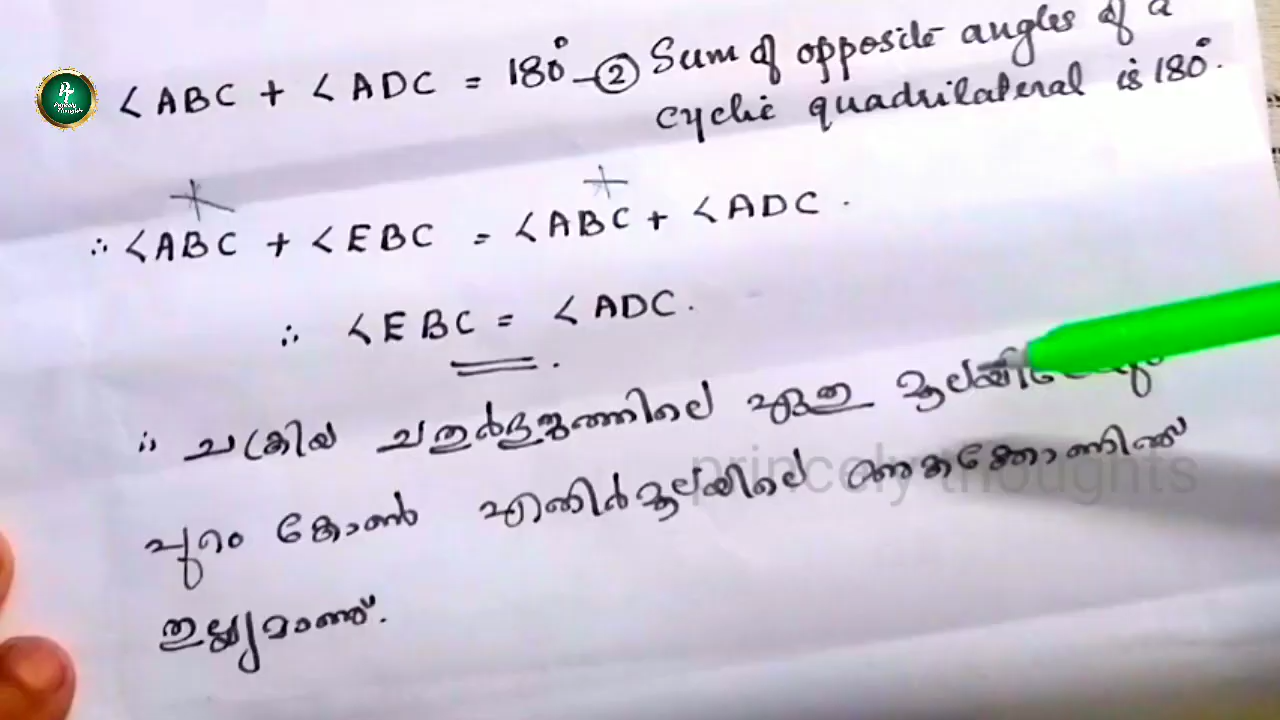 ∠ABC + ∠ADC = 180° -② Sum of opposite angles of a
cyclic quadrilateral is 180°.
∴ ∠ABC + ∠EBC = ∠ABC + ∠ADC.
∴ ∠EBC = ∠ADC.
∴ ചക്രീയ ചതുർഭുജത്തിലെ ഏത്
പുറം കോൺ എതിർമൂലയിലെ അകക്കോണിന്
തുല്യമാണ്.
princely thoughts